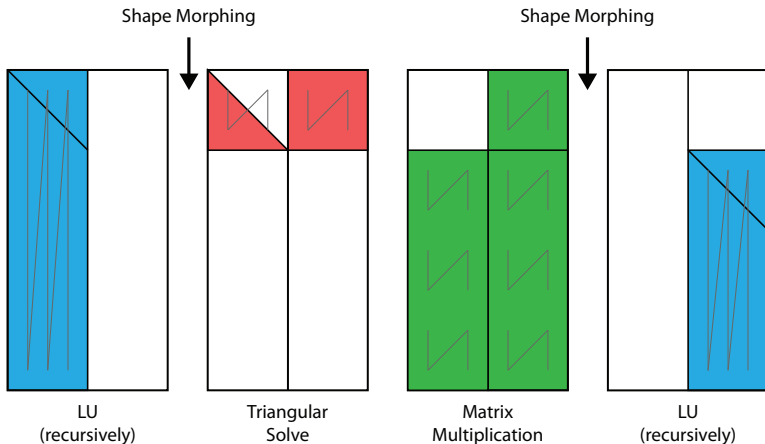 Shape Morphing
Shape Morphing
LU
(recursively)
Triangular
Solve
Matrix
Multiplication
LU
(recursively)